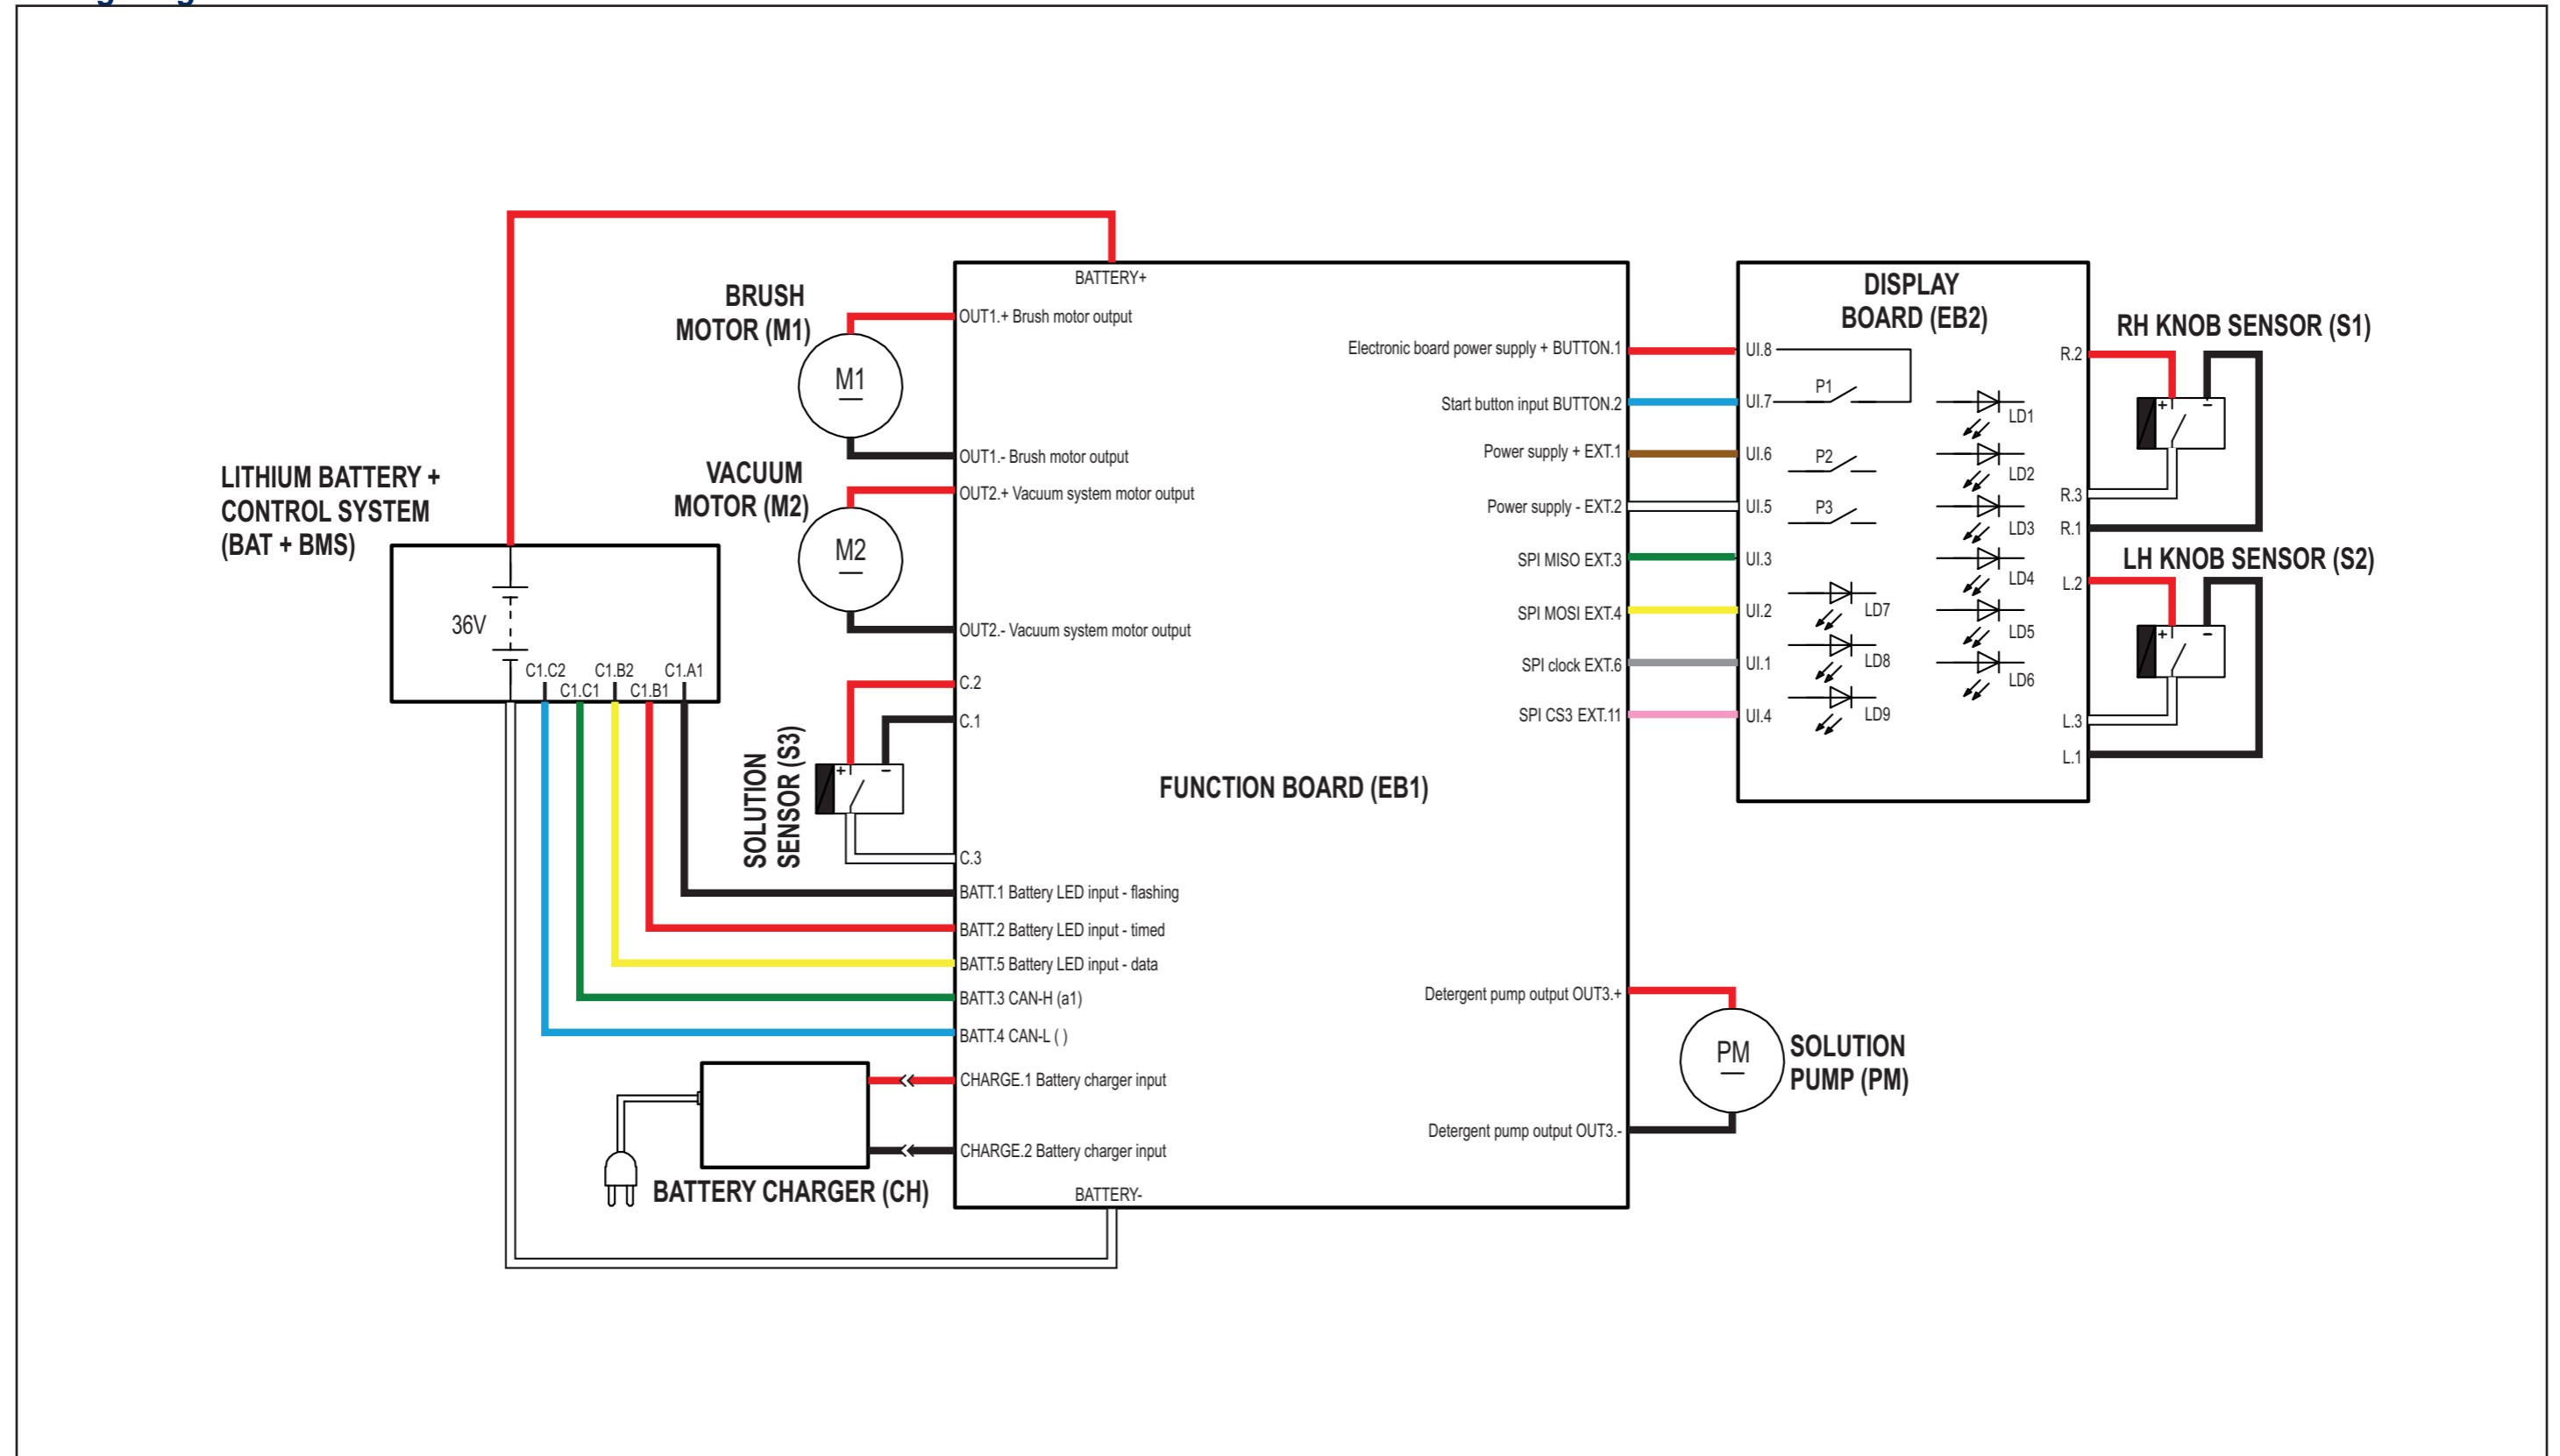 BATTERY+
BRUSH
MOTOR (M1)
M1
OUT1.+ Brush motor output
OUT1.- Brush motor output
VACUUM
MOTOR (M2)
M2
OUT2.+ Vacuum system motor output
OUT2.- Vacuum system motor output
LITHIUM BATTERY +
CONTROL SYSTEM
(BAT + BMS)
36V
C1.C2
C1.C1
C1.B2
C1.B1
C1.A1
SOLUTION
SENSOR (S3)
+
-
C.2
C.1
C.3
BATT.1 Battery LED input - flashing
BATT.2 Battery LED input - timed
BATT.5 Battery LED input - data
BATT.3 CAN-H (a1)
BATT.4 CAN-L ( )
CHARGE.1 Battery charger input
CHARGE.2 Battery charger input
BATTERY CHARGER (CH)
BATTERY-
FUNCTION BOARD (EB1)
Electronic board power supply + BUTTON.1
Start button input BUTTON.2
Power supply + EXT.1
Power supply - EXT.2
SPI MISO EXT.3
SPI MOSI EXT.4
SPI clock EXT.6
SPI CS3 EXT.11
Detergent pump output OUT3.+
Detergent pump output OUT3.-
PM
SOLUTION
PUMP (PM)
DISPLAY
BOARD (EB2)
UI.8
UI.7
UI.6
UI.5
UI.3
UI.2
UI.1
UI.4
P1
P2
P3
LD1
LD2
LD3
LD4
LD5
LD6
LD7
LD8
LD9
RH KNOB SENSOR (S1)
R.2
R.3
R.1
+
-
LH KNOB SENSOR (S2)
L.2
L.3
L.1
+
-